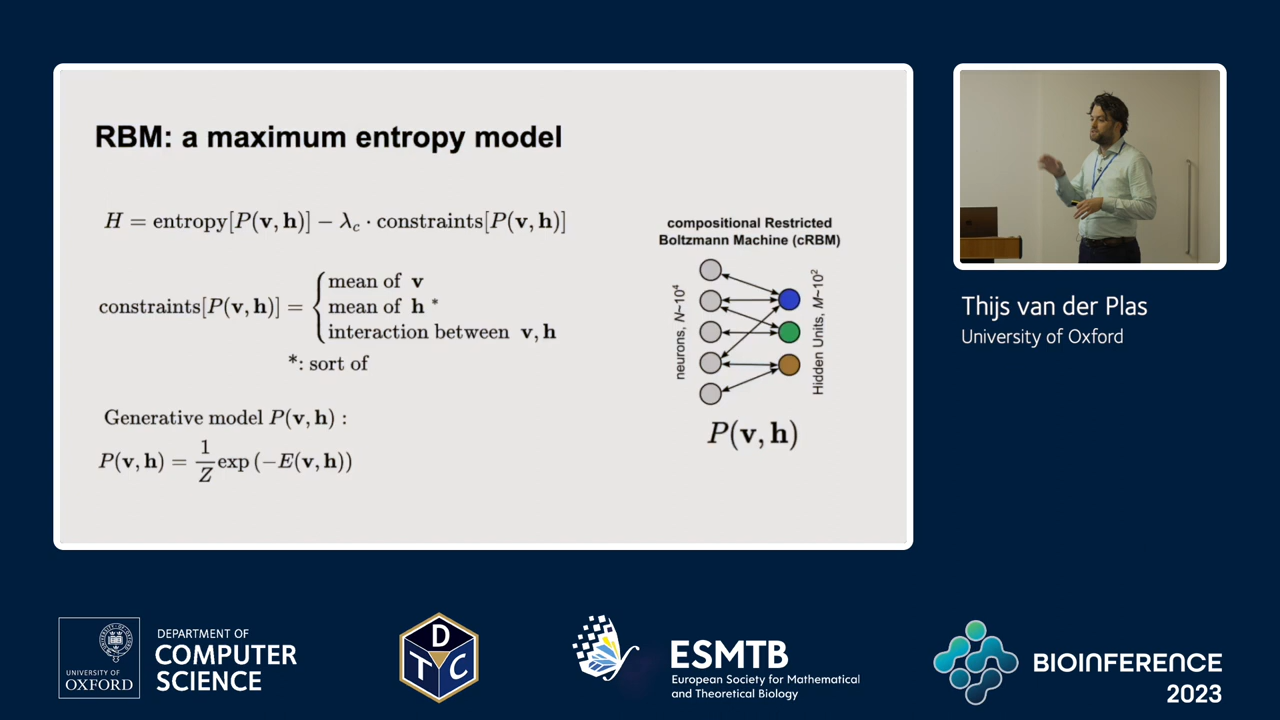 RBM: a maximum entropy model
H = entropy[P(v, h)] − λc · constraints[P(v, h)]
constraints[P(v, h)] = { mean of v
mean of h *
interaction between v, h
*: sort of
Generative model P(v, h) :
P(v, h) = 1/Z exp (−E(v, h))
compositional Restricted
Boltzmann Machine (cRBM)
neurons, N~10⁴
Hidden Units, M~10²
P(v, h)
Thijs van der Plas
University of Oxford
UNIVERSITY OF
OXFORD
DEPARTMENT OF
COMPUTER
SCIENCE
D
T C
ESMTB
European Society for Mathematical
and Theoretical Biology
BIOINFERENCE
2023